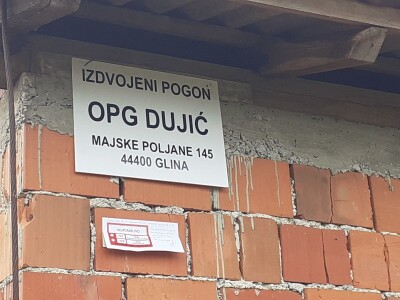 IZDVOJENI POGON
OPG DUJIĆ
MAJSKE POLJANE 145
44400 GLINA